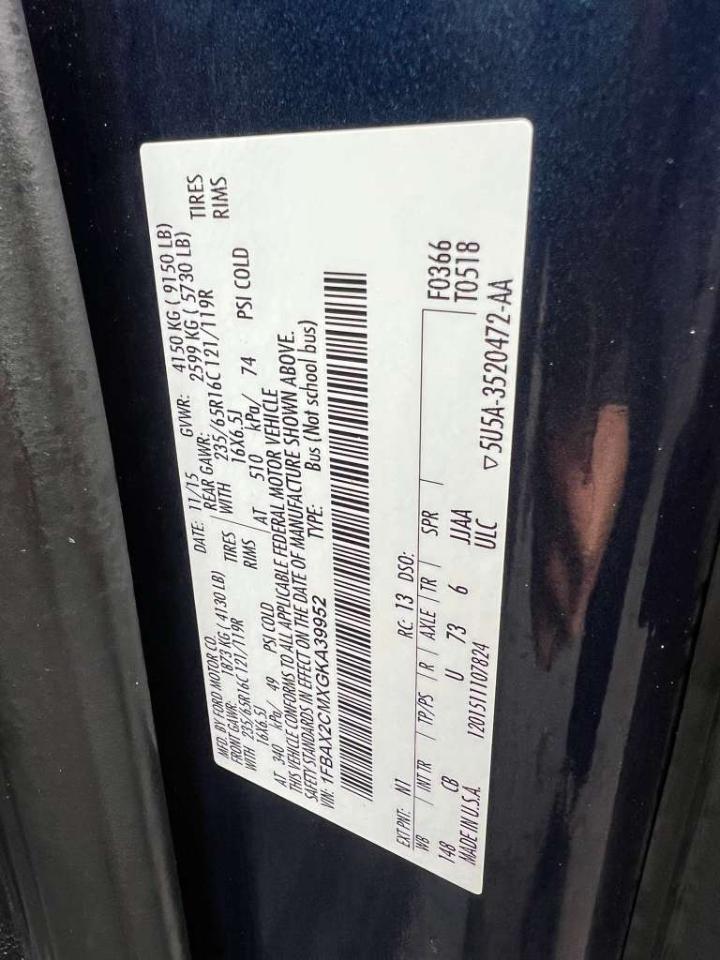 MFD. BY FORD MOTOR CO. DATE: 11/15 GVWR: 4150 KG ( 9150 LB)
FRONT GAWR: 1873 KG ( 4130 LB) REAR GAWR: 2599 KG ( 5730 LB)
WITH 235/65R16C 121/119R TIRES WITH 235/65R16C 121/119R TIRES
16X6.5J RIMS 16X6.5J RIMS
AT 340 kPa/ 49 PSI COLD AT 510 kPa/ 74 PSI COLD
THIS VEHICLE CONFORMS TO ALL APPLICABLE FEDERAL MOTOR VEHICLE
SAFETY STANDARDS IN EFFECT ON THE DATE OF MANUFACTURE SHOWN ABOVE.
VIN: 1FBAX2CMXGKA39952 TYPE: Bus (Not school bus)
EXT PNT: N1 RC: 13 DSO: F0366
WB / INT TR / TP/PS / R / AXLE / TR / SPR T0518
148 CB U 73 6 JJAA
MADE IN U.S.A. 1201511107824 ULC ▽5U5A-3520472-AA